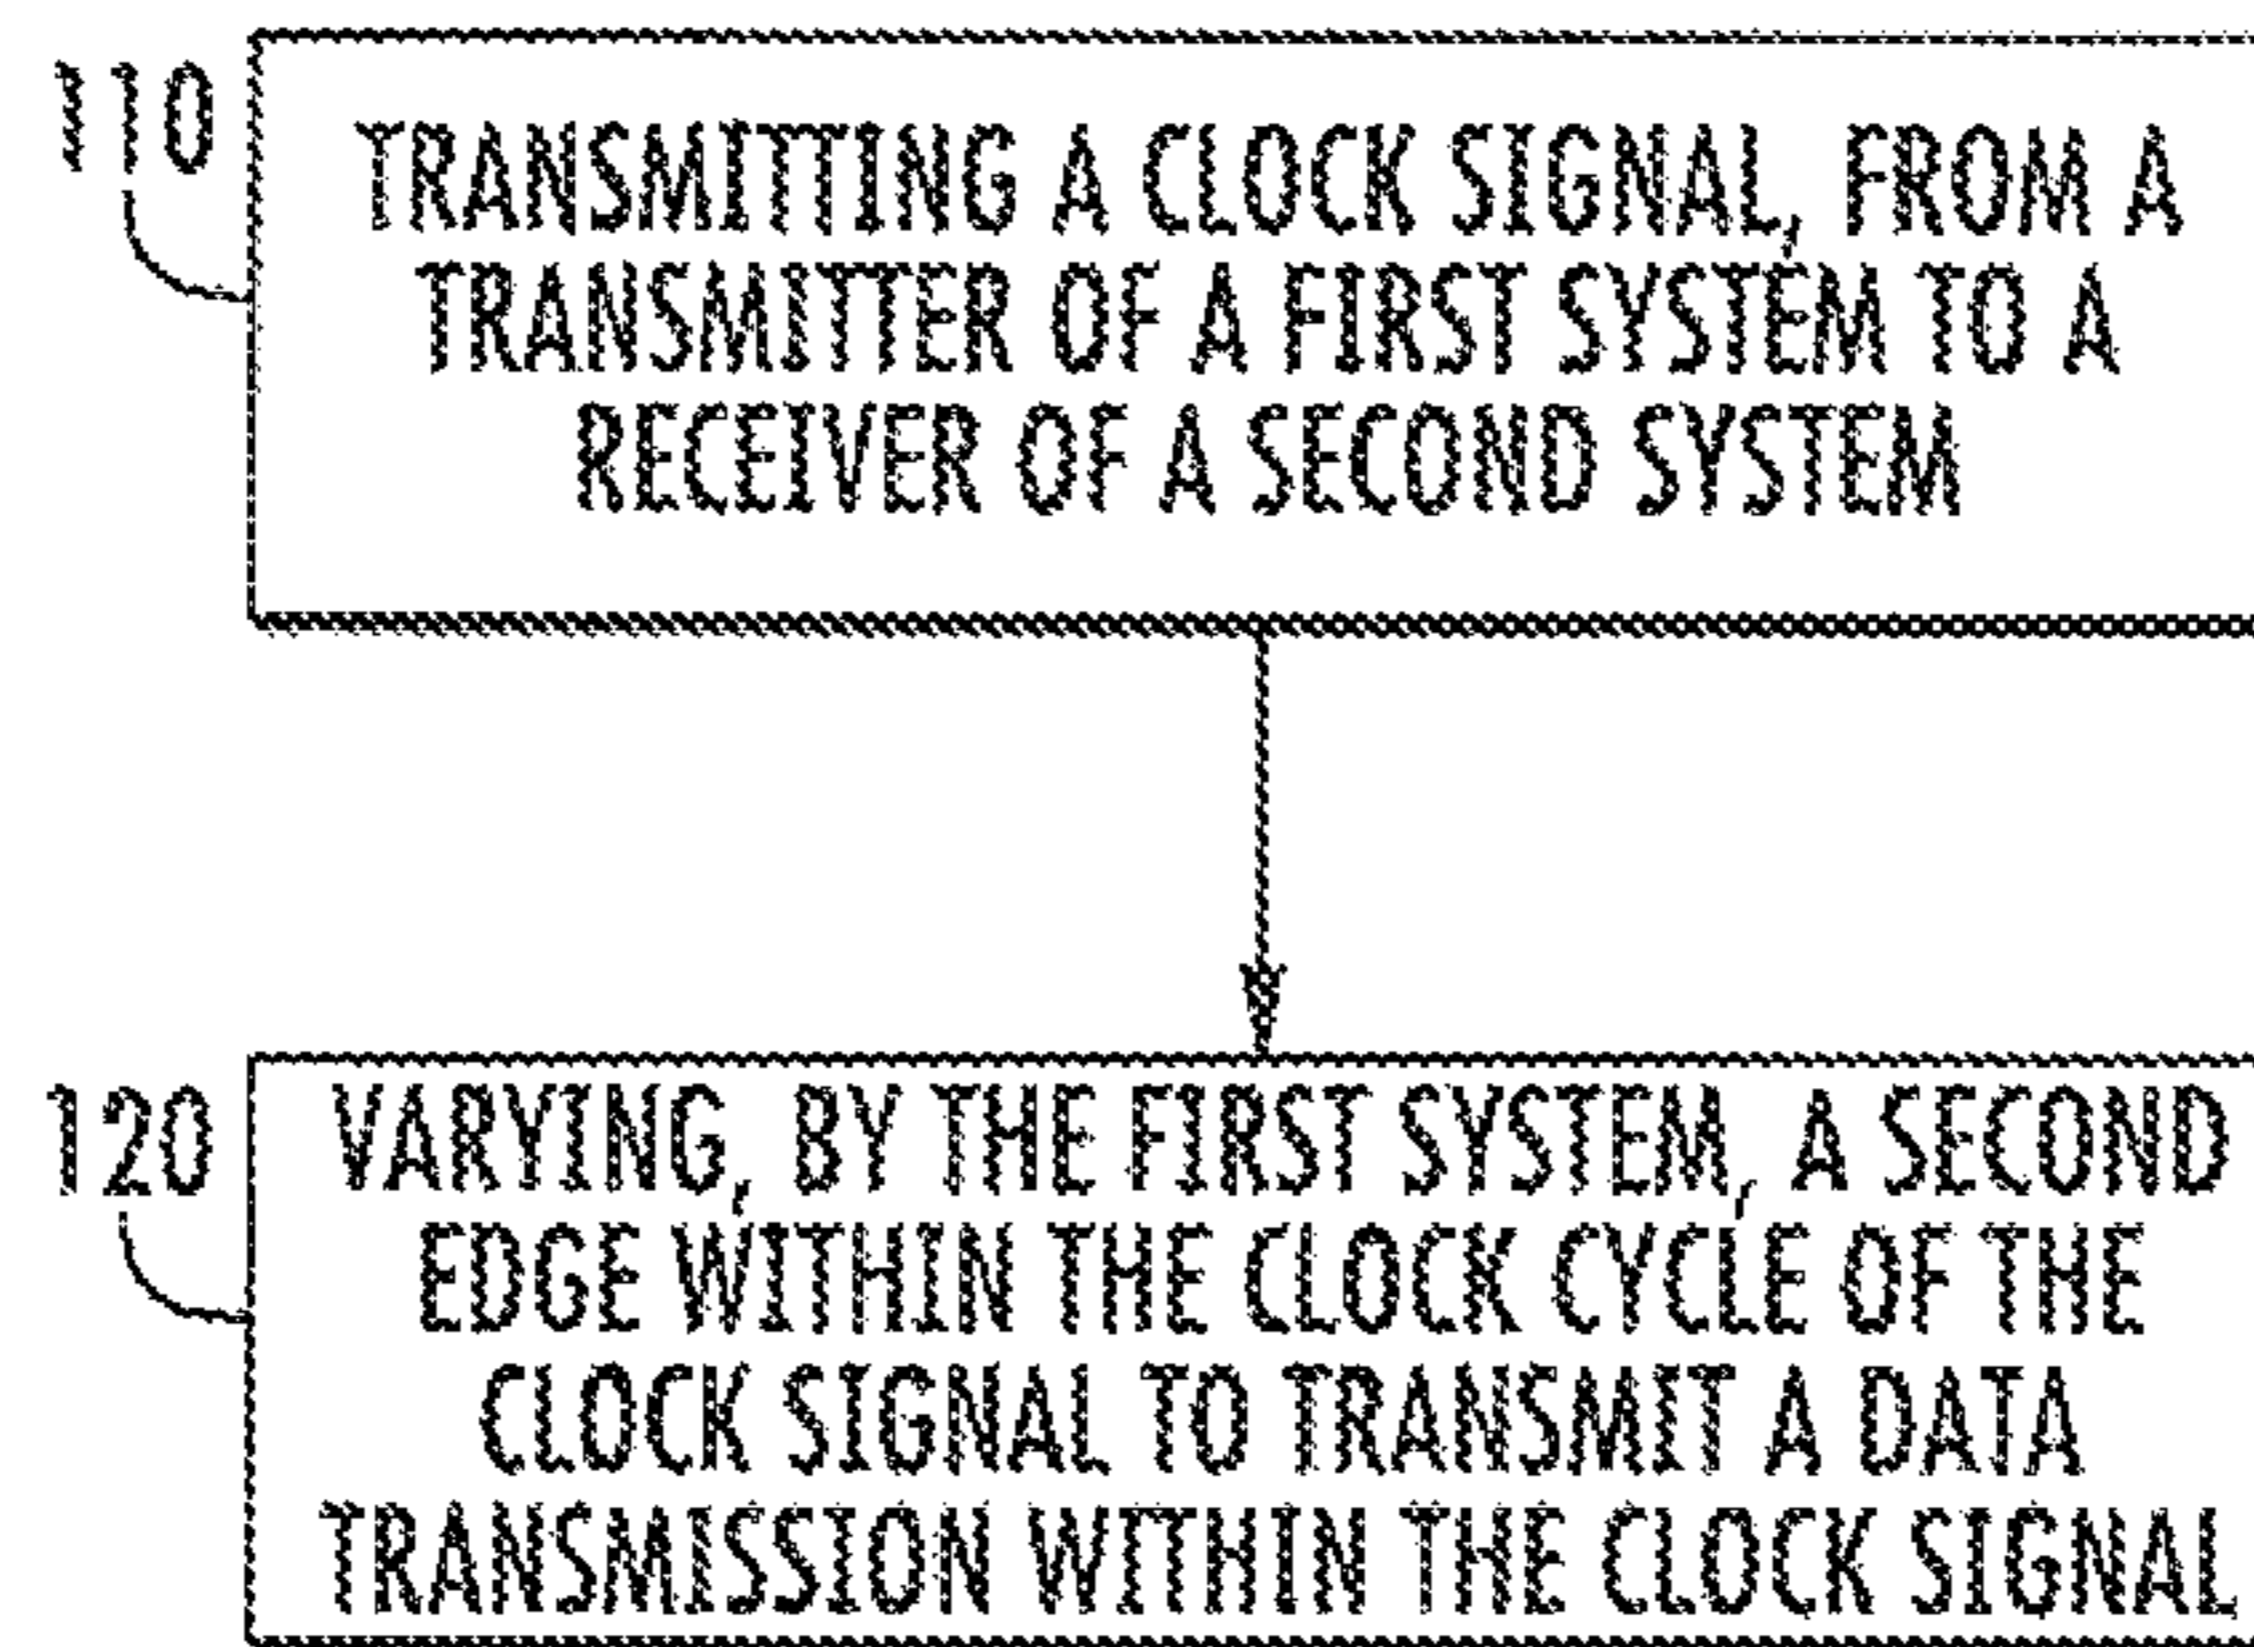 110
TRANSMITTING A CLOCK SIGNAL, FROM A
TRANSMITTER OF A FIRST SYSTEM TO A
RECEIVER OF A SECOND SYSTEM
120
VARYING, BY THE FIRST SYSTEM, A SECOND
EDGE WITHIN THE CLOCK CYCLE OF THE
CLOCK SIGNAL TO TRANSMIT A DATA
TRANSMISSION WITHIN THE CLOCK SIGNAL